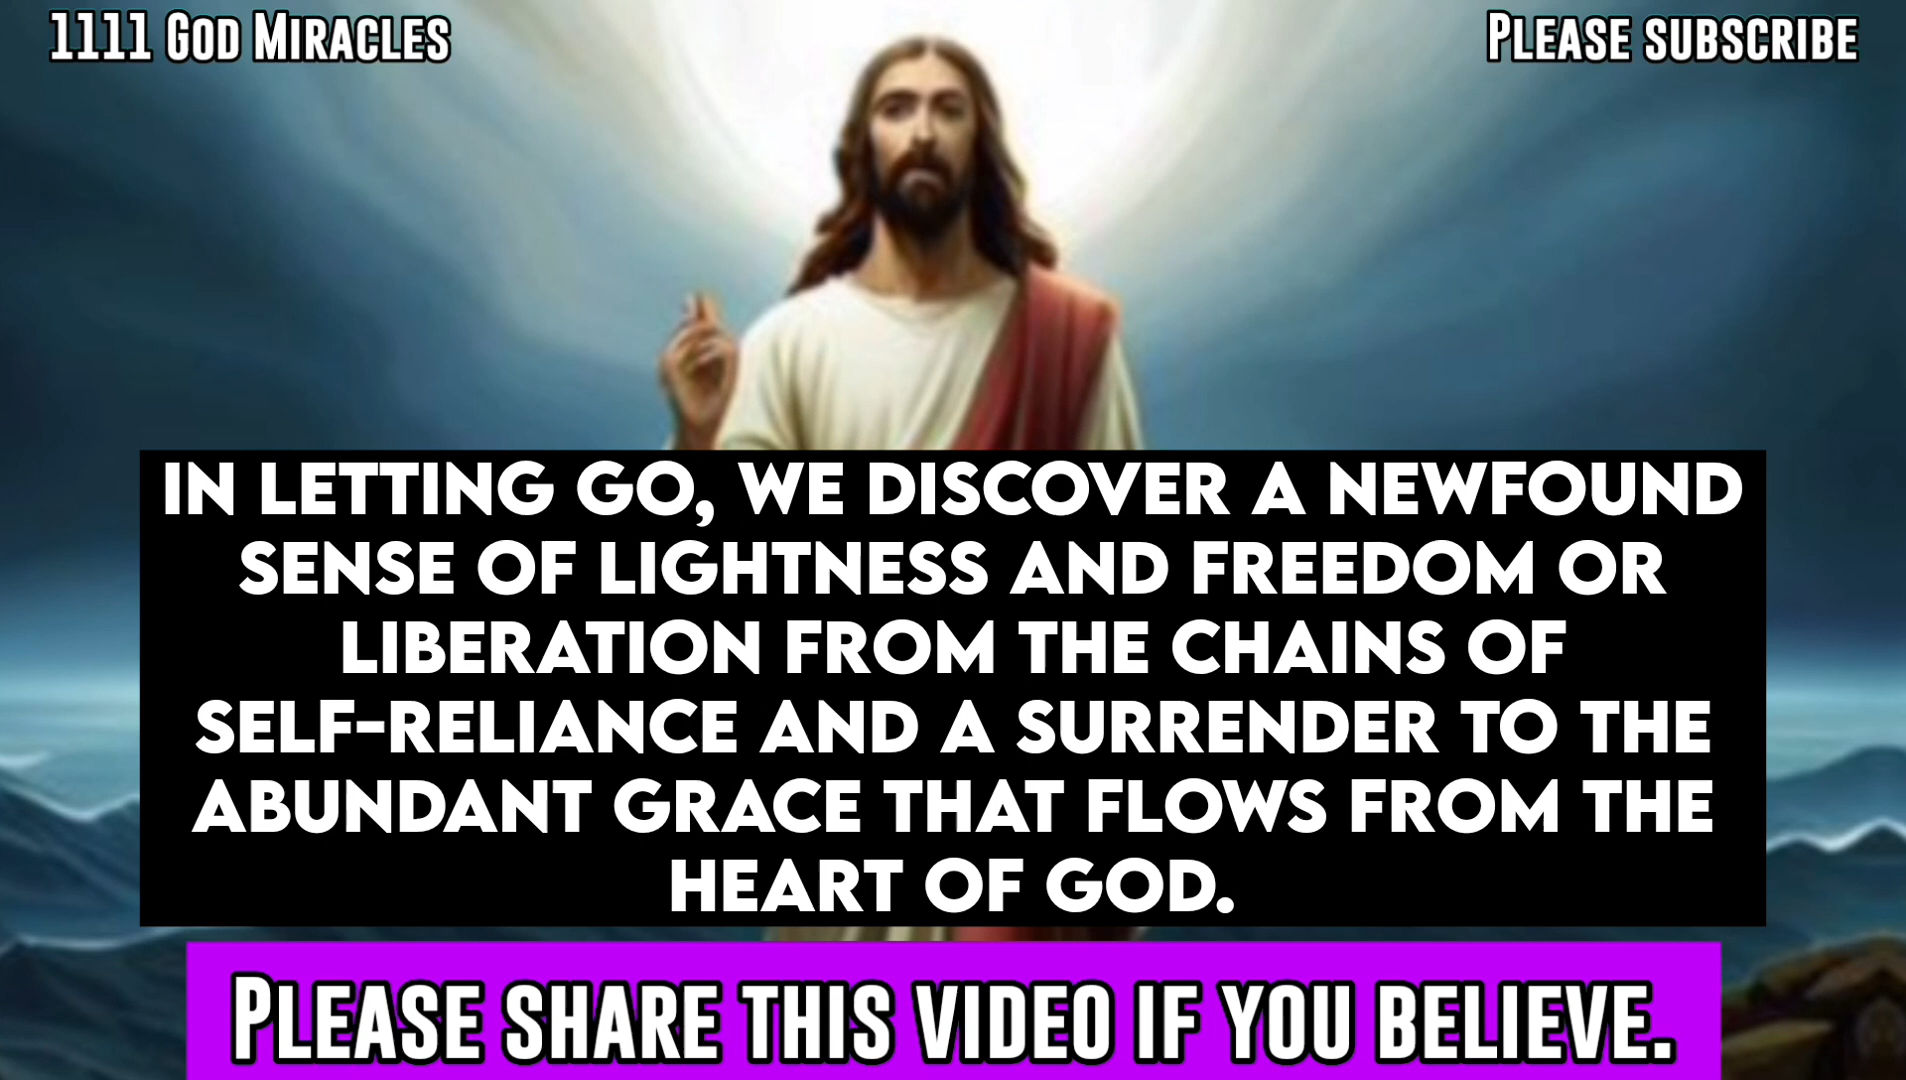 1111 God Miracles
Please subscribe
IN LETTING GO, WE DISCOVER A NEWFOUND
SENSE OF LIGHTNESS AND FREEDOM OR
LIBERATION FROM THE CHAINS OF
SELF-RELIANCE AND A SURRENDER TO THE
ABUNDANT GRACE THAT FLOWS FROM THE
HEART OF GOD.
Please share this video if you believe.